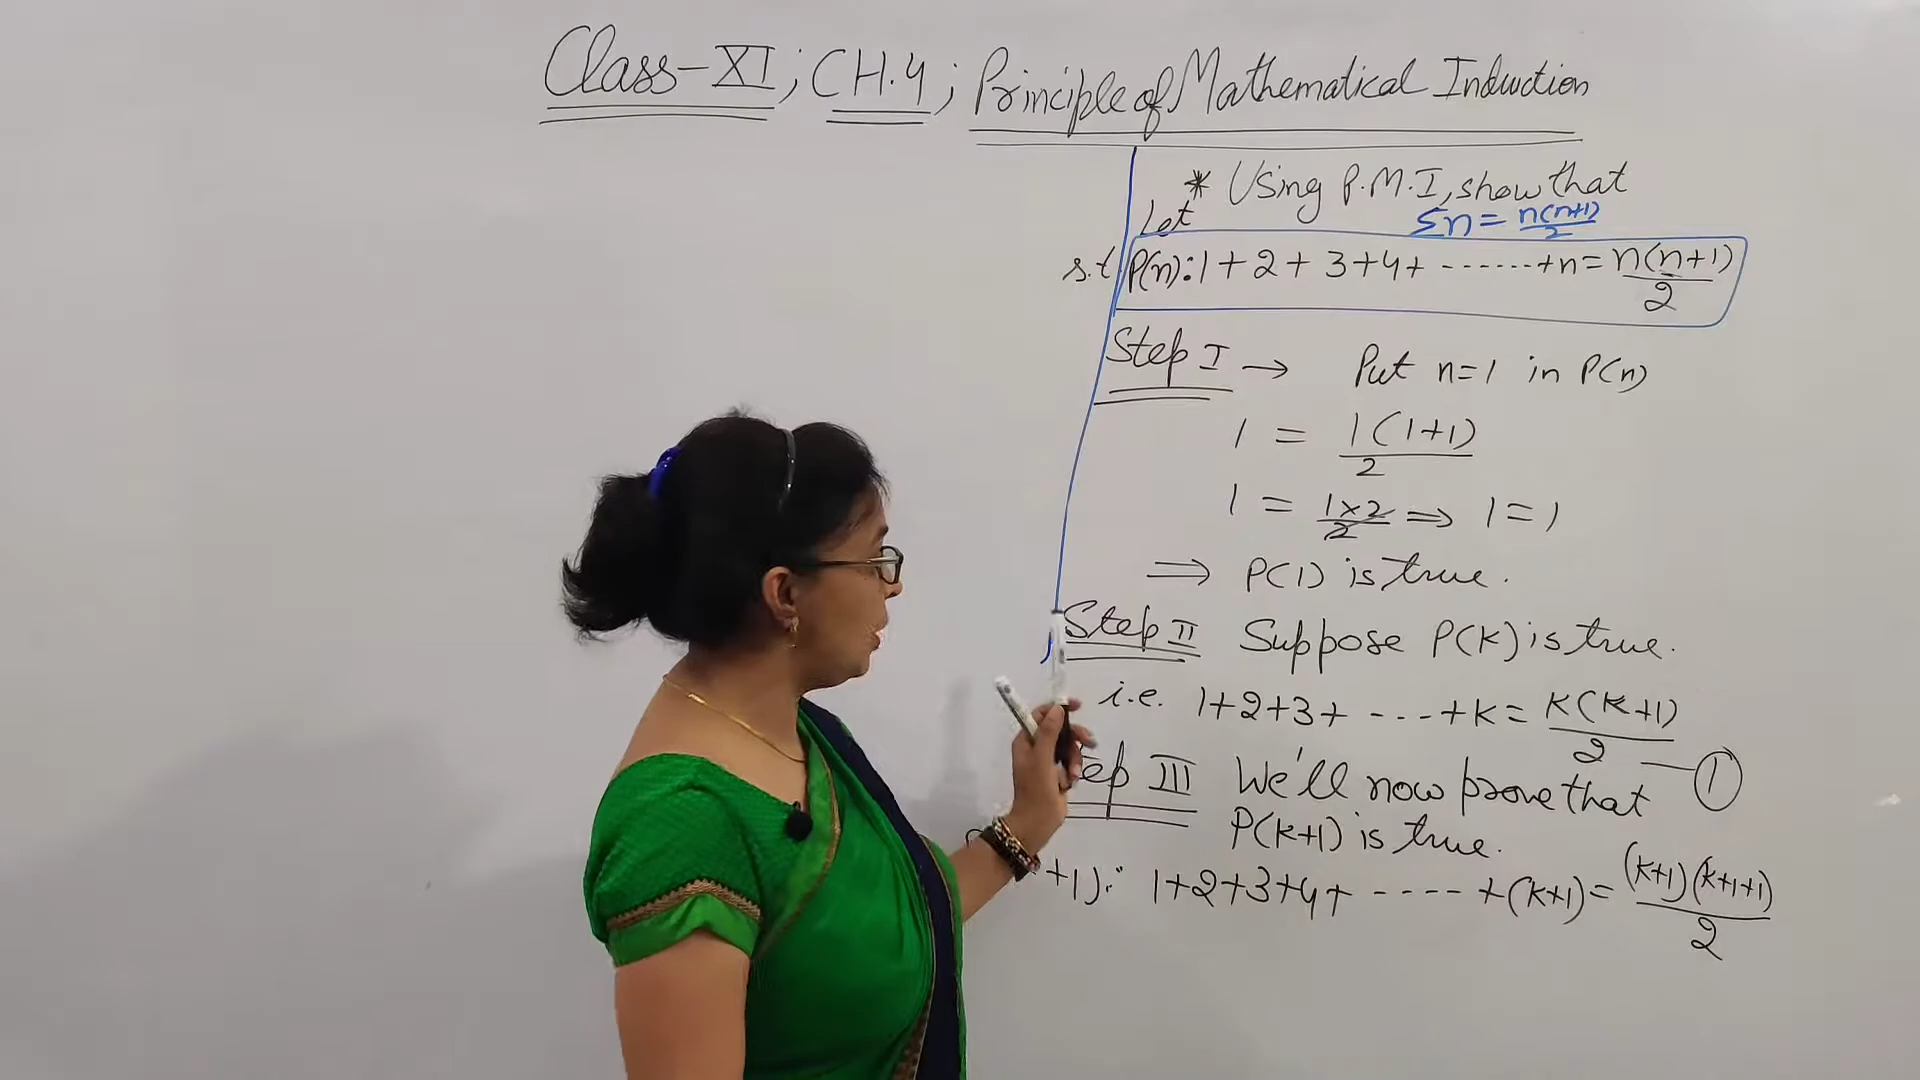 Class-XI ; CH.4 ; Principle of Mathematical Induction
* Using P.M.I, show that
Let
Σn = n(n+1)/2
s.t P(n): 1 + 2 + 3 + 4 + ------- + n = n(n+1)/2
Step I → Put n=1 in P(n)
1 = 1(1+1)/2
1 = 1×2/2 ⇒ 1 = 1
⇒ P(1) is true.
Step II Suppose P(K) is true.
i.e. 1+2+3+ ---- + K = K(K+1)/2 — ①
tep III We'll now prove that
P(k+1) is true.
+1): 1+2+3+4+ ----- + (k+1) = (k+1)(k+1+1)/2